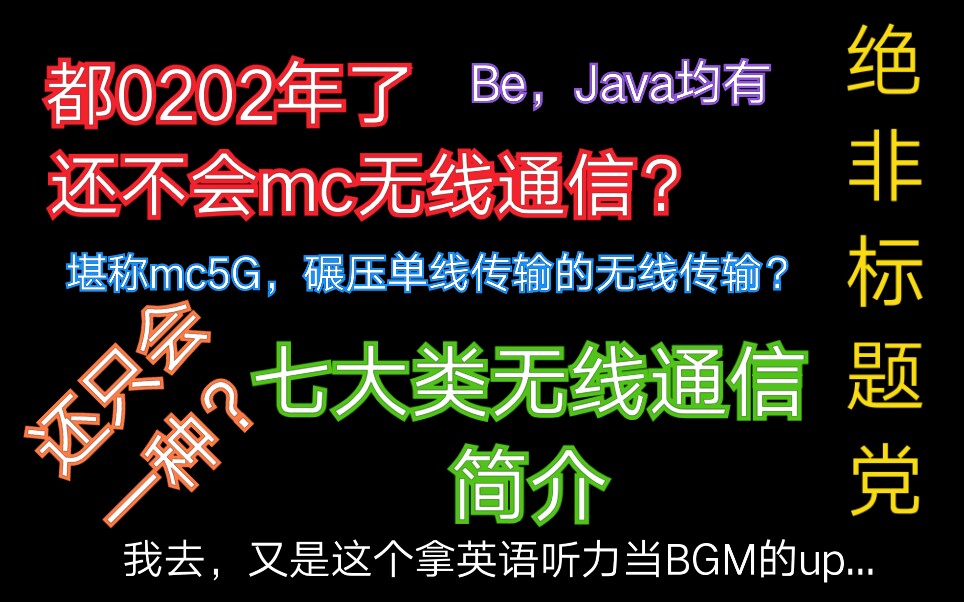 都0202年了
Be，Java均有
还不会mc无线通信？
堪称mc5G，碾压单线传输的无线传输？
还只会
一种？
七大类无线通信
简介
绝非标题党
我去，又是这个拿英语听力当BGM的up...